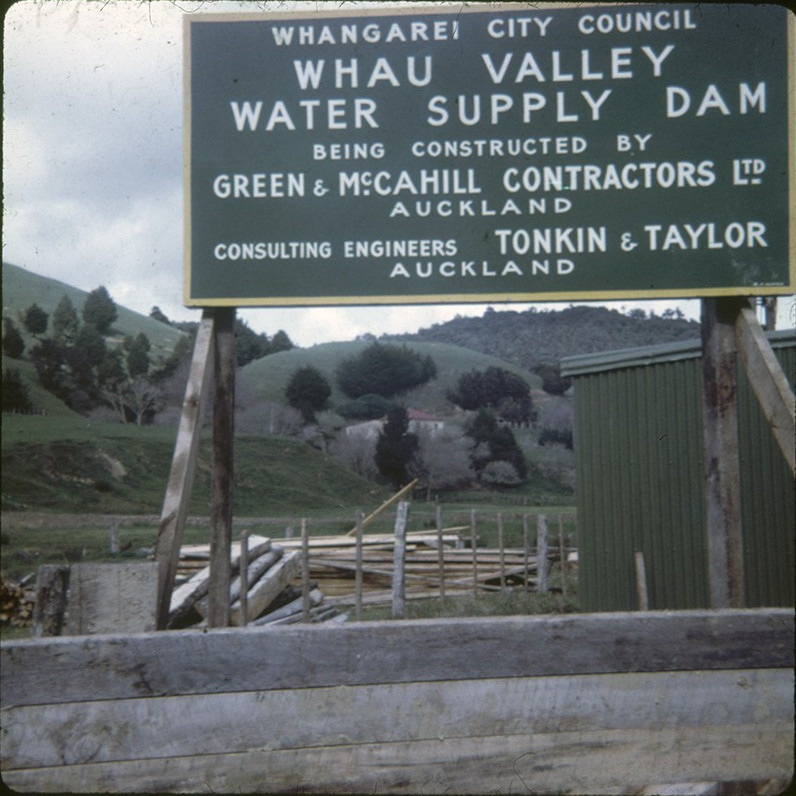 WHANGAREI CITY COUNCIL
WHAU VALLEY
WATER SUPPLY DAM
BEING CONSTRUCTED BY
GREEN & McCAHILL CONTRACTORS LTD
AUCKLAND
CONSULTING ENGINEERS TONKIN & TAYLOR
AUCKLAND